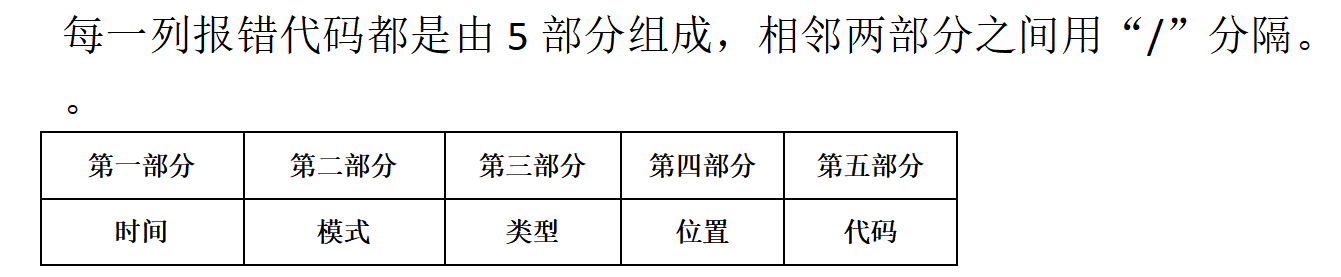 每一列报错代码都是由 5 部分组成，相邻两部分之间用“/”分隔。
。
第一部分 第二部分 第三部分 第四部分 第五部分
时间 模式 类型 位置 代码